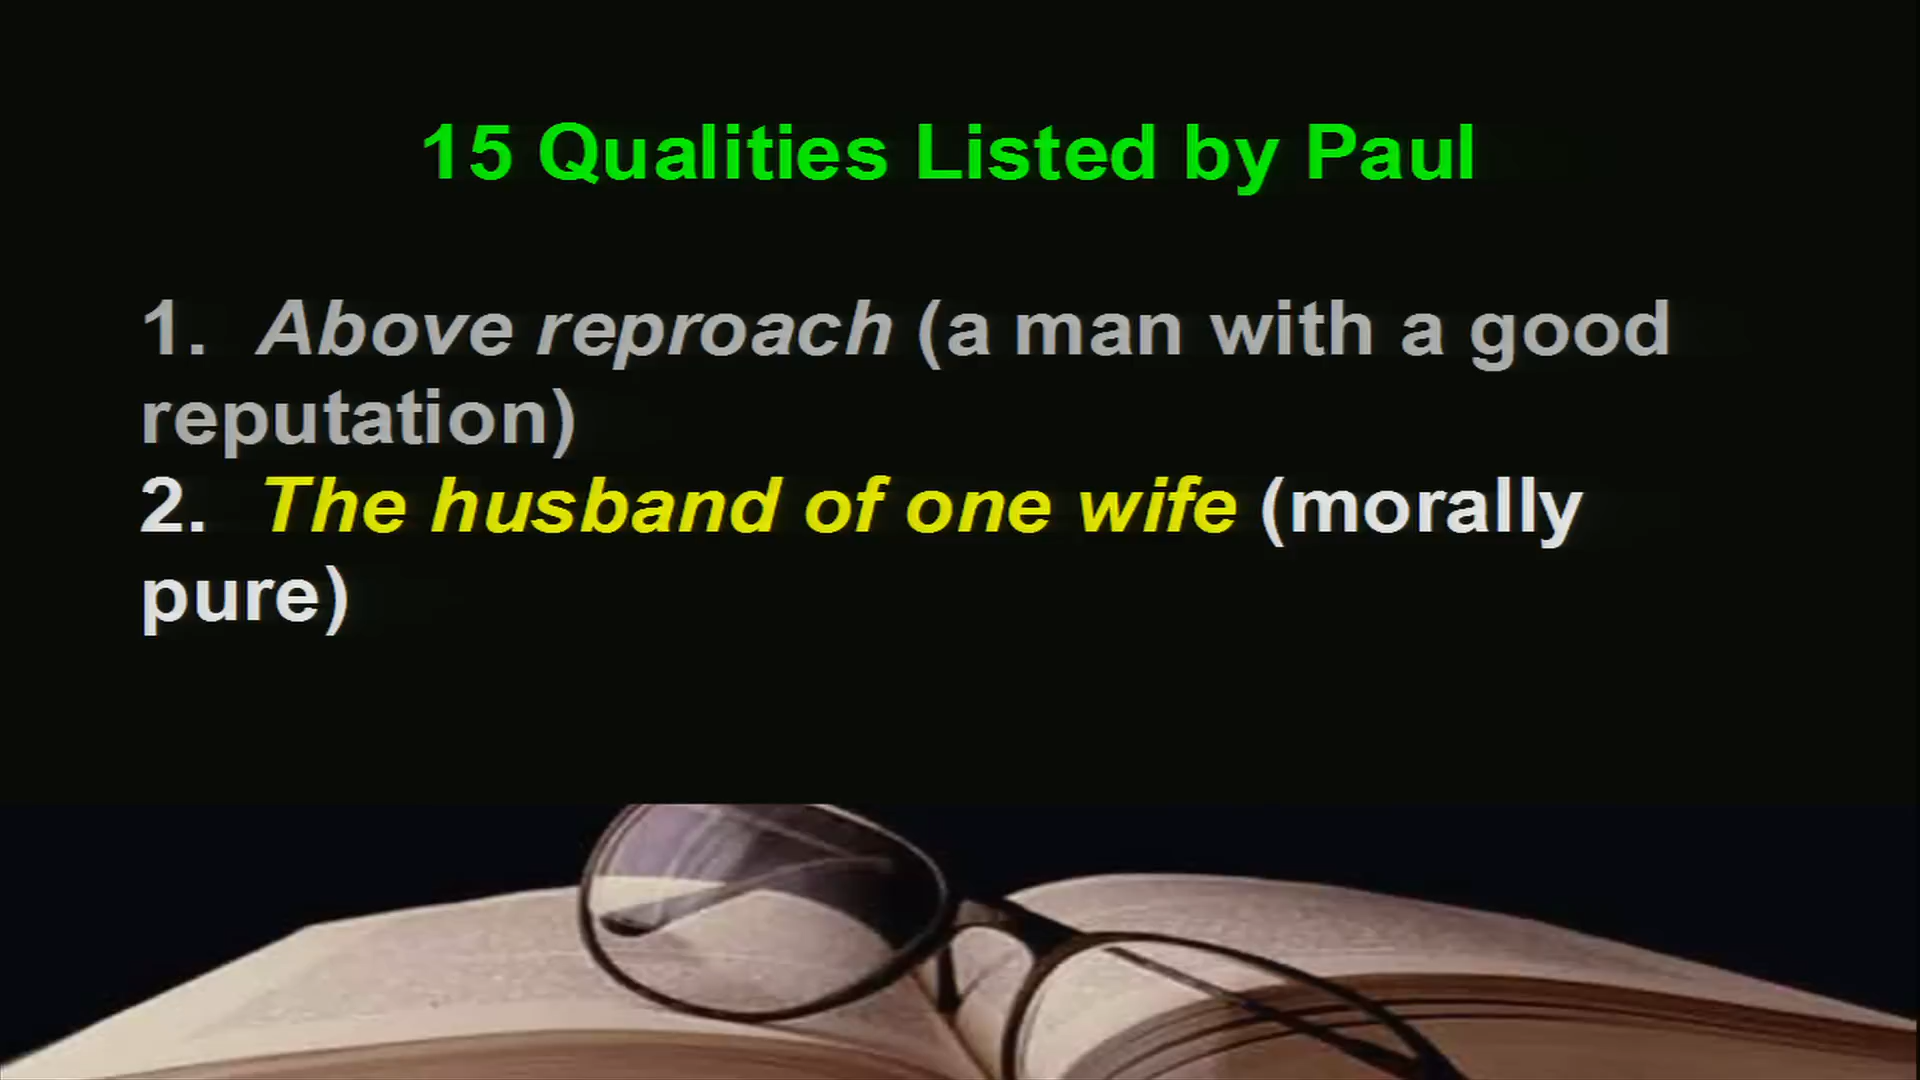 15 Qualities Listed by Paul
1. Above reproach (a man with a good
reputation)
2. The husband of one wife (morally
pure)